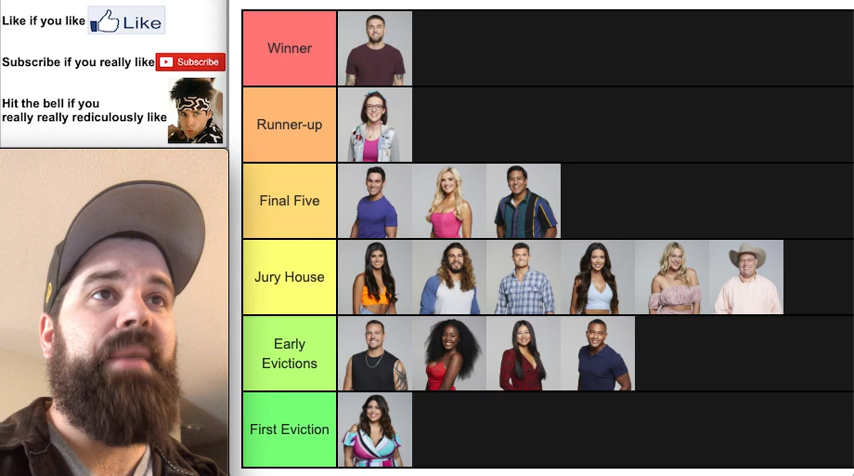 Like if you like
Like
Subscribe if you really like
Subscribe
Hit the bell if you
really really rediculously like
Winner
Runner-up
Final Five
Jury House
Early
Evictions
First Eviction